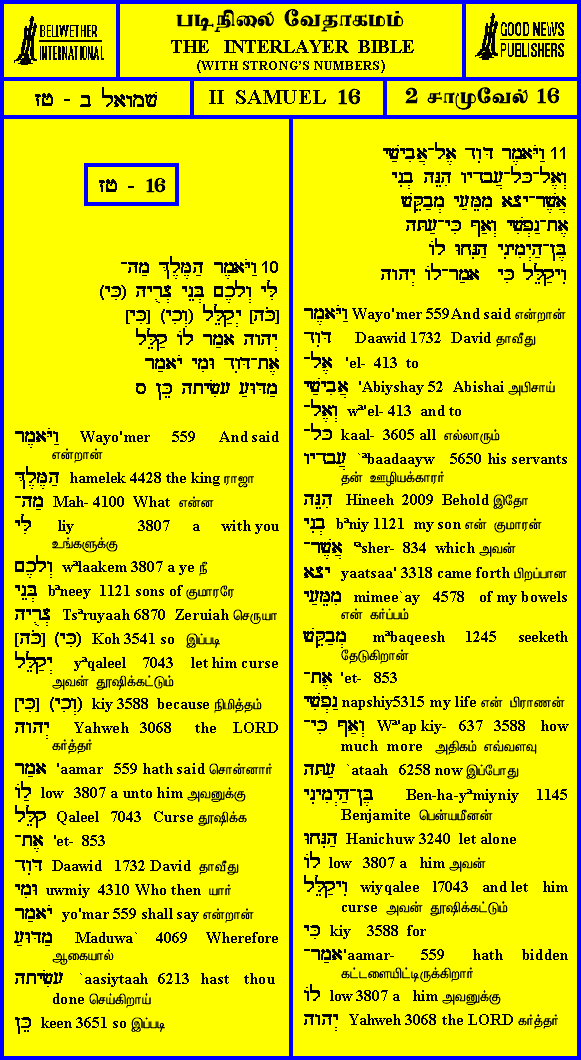 BELLWETHER
INTERNATIONAL
படிநிலை வேதாகமம்
THE INTERLAYER BIBLE
(WITH STRONG'S NUMBERS)
GOOD NEWS
PUBLISHERS
שמואל ב - טז
II SAMUEL 16
2 சாமுவேல் 16
טז - 16
10 וַיֹּאמֶר הַמֶּלֶךְ מַה־
לִּי וְלָכֶם בְּנֵי צְרֻיָה (כִּי)
[כֹּה] יְקַלֵּל (וְכִי) [כִּי]
יְהוָה אָמַר לוֹ קַלֵּל
אֶת־דָּוִד וּמִי יֹאמַר
מַדּוּעַ עָשִׂיתָה כֵּן ס
וַיֹּאמֶר Wayo'mer 559 And said
என்றான்
הַמֶּלֶךְ hamelek 4428 the king ராஜா
מַה־ Mah- 4100 What என்ன
לִּי liy 3807 a with you
உங்களுக்கு
וְלָכֶם wªlaakem 3807 a ye நீ
בְּנֵי bªneey 1121 sons of குமாரரே
צְרֻיָה Tsªruyaah 6870 Zeruiah செருயா
[כֹּה] (כִּי) Koh 3541 so இப்படி
יְקַלֵּל yªqaleel 7043 let him curse
அவன் தூஷிக்கட்டும்
[כִּי] (וְכִי) kiy 3588 because நிமித்தம்
יְהוָה Yahweh 3068 the LORD
கர்த்தர்
אָמַר 'aamar 559 hath said சொன்னார்
לוֹ low 3807 a unto him அவனுக்கு
קַלֵּל Qaleel 7043 Curse தூஷிக்க
אֶת־ 'et- 853
דָּוִד Daawid 1732 David தாவீது
וּמִי uwmiy 4310 Who then யார்
יֹאמַר yo'mar 559 shall say என்றான்
מַדּוּעַ Maduwa` 4069 Wherefore
ஆகையால்
עָשִׂיתָה `aasiytaah 6213 hast thou
done செய்கிறாய்
כֵּן keen 3651 so இப்படி
11 וַיֹּאמֶר דָּוִד אֶל־אֲבִישַׁי
וְאֶל־כָּל־עֲבָדָיו הִנֵּה בְנִי
אֲשֶׁר־יָצָא מִמֵּעַי מְבַקֵּשׁ
אֶת־נַפְשִׁי וְאַף כִּי־עַתָּה
בֶּן־הַיְמִינִי הַנִּחוּ לוֹ
וִיקַלֵּל כִּי אָמַר־לוֹ יְהוָה
וַיֹּאמֶר Wayo'mer 559 And said என்றான்
דָּוִד Daawid 1732 David தாவீது
אֶל־ 'el- 413 to
אֲבִישַׁי 'Abiyshay 52 Abishai அபிசாய்
וְאֶל־ wª'el- 413 and to
כָּל־ kaal- 3605 all எல்லாரும்
עֲבָדָיו `ªbaadaayw 5650 his servants
தன் ஊழியக்காரர்
הִנֵּה Hineeh 2009 Behold இதோ
בְנִי bªniy 1121 my son என் குமாரன்
אֲשֶׁר־ ªsher- 834 which அவன்
יָצָא yaatsaa' 3318 came forth பிறப்பான
מִמֵּעַי mimee`ay 4578 of my bowels
என் கர்ப்பம்
מְבַקֵּשׁ mªbaqeesh 1245 seeketh
தேடுகிறான்
אֶת־ 'et- 853
נַפְשִׁי napshiy5315 my life என் பிராணன்
וְאַף כִּי־ Wª'ap kiy- 637 3588 how
much more அதிகம் எவ்வளவு
עַתָּה `ataah 6258 now இப்போது
בֶּן־הַיְמִינִי Ben-ha-yªmiyniy 1145
Benjamite பென்யமீனன்
הַנִּחוּ Hanichuw 3240 let alone
לוֹ low 3807 a him அவன்
וִיקַלֵּל wiyqalee l7043 and let him
curse அவன் தூஷிக்கட்டும்
כִּי kiy 3588 for
אָמַר־ 'aamar- 559 hath bidden
கட்டளையிட்டிருக்கிறார்
לוֹ low 3807 a him அவனுக்கு
יְהוָה Yahweh 3068 the LORD கர்த்தர்